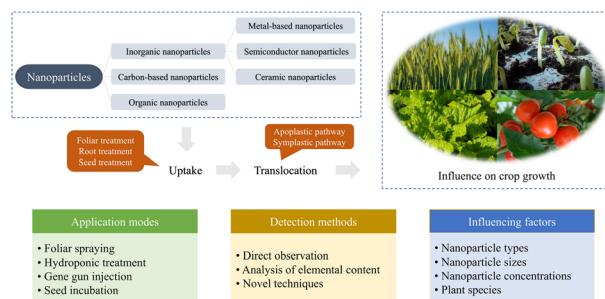 Nanoparticles
Inorganic nanoparticles
Carbon-based nanoparticles
Organic nanoparticles
Metal-based nanoparticles
Semiconductor nanoparticles
Ceramic nanoparticles
Foliar treatment
Root treatment
Seed treatment
Uptake
Apoplastic pathway
Symplastic pathway
Translocation
Influence on crop growth
Application modes
• Foliar spraying
• Hydroponic treatment
• Gene gun injection
• Seed incubation
Detection methods
• Direct observation
• Analysis of elemental content
• Novel techniques
Influencing factors
• Nanoparticle types
• Nanoparticle sizes
• Nanoparticle concentrations
• Plant species